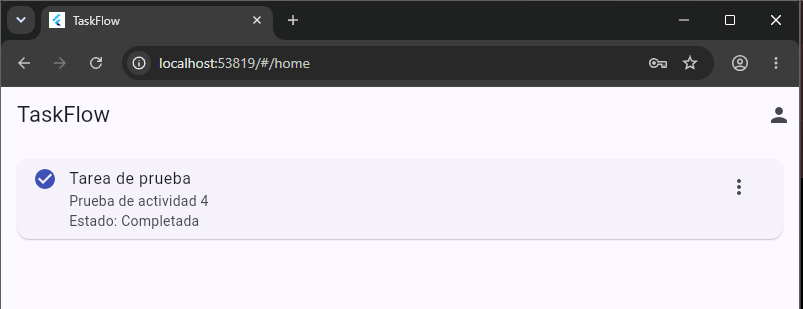 TaskFlow
localhost:53819/#/home
TaskFlow
Tarea de prueba
Prueba de actividad 4
Estado: Completada